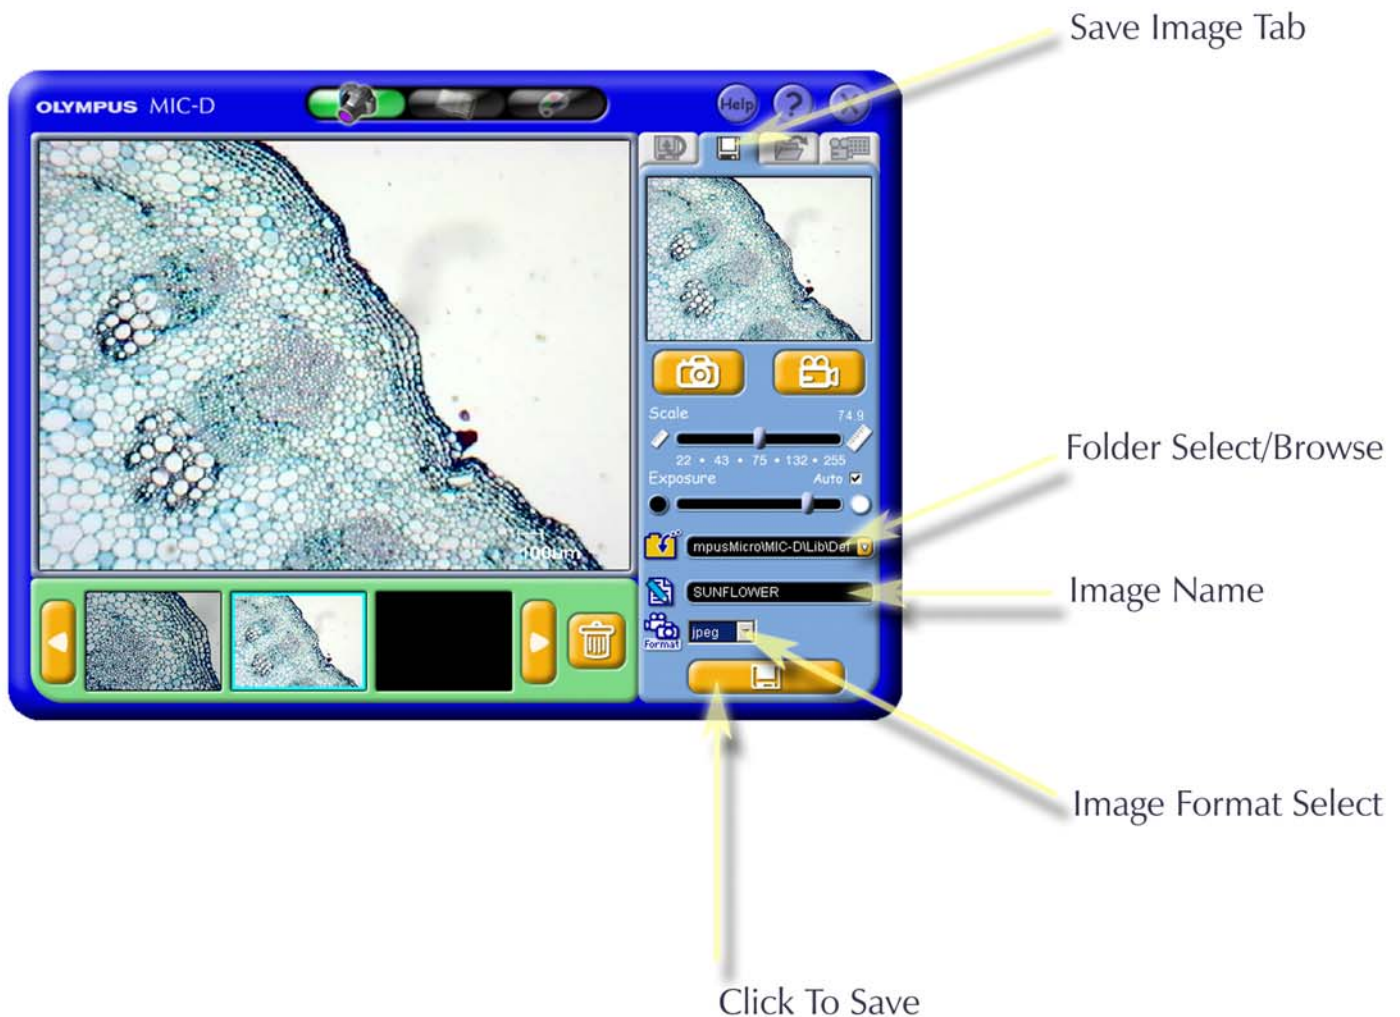 Save Image Tab
OLYMPUS MIC-D
Help ? X
Scale 74.9
22 • 43 • 75 • 132 • 255
Exposure Auto
Folder Select/Browse
mpusMicro\MIC-D\Lib\Def
100µm
Image Name
SUNFLOWER
jpeg
Format
Image Format Select
Click To Save